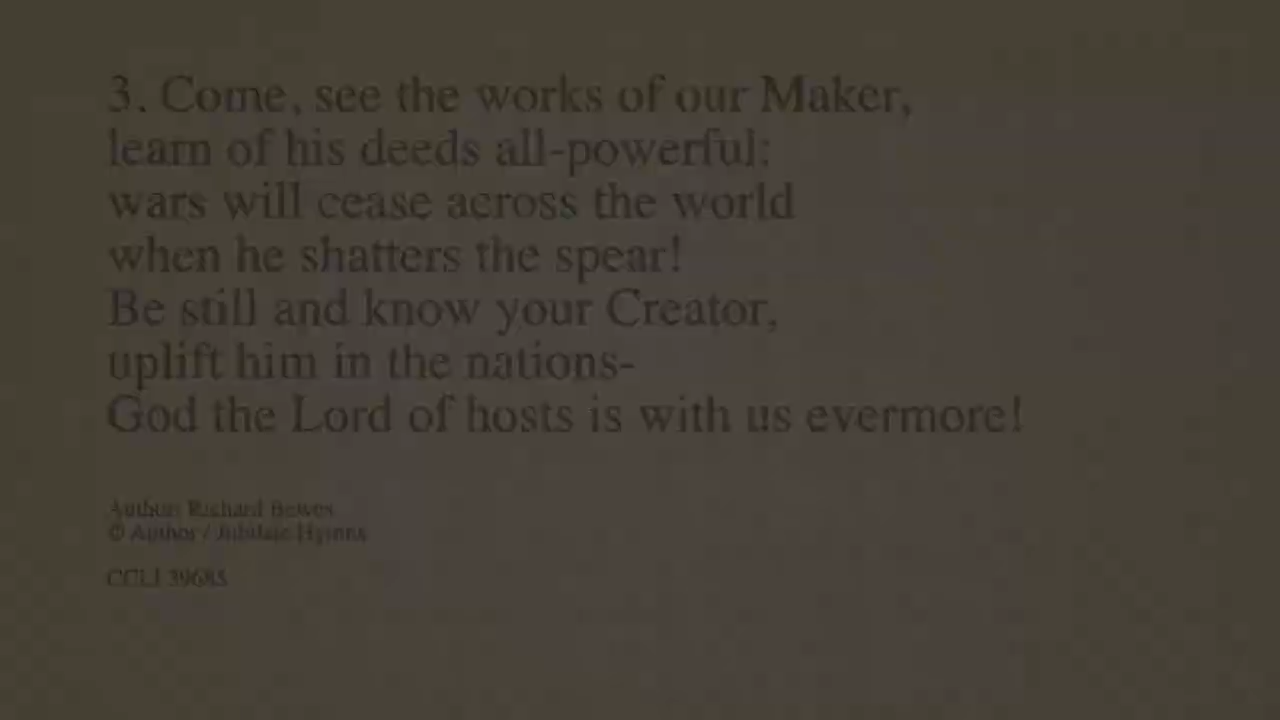 3. Come, see the works of our Maker,
learn of his deeds all-powerful:
wars will cease across the world
when he shatters the spear!
Be still and know your Creator,
uplift him in the nations-
God the Lord of hosts is with us evermore!
Author: Richard Bewes
© Author / Jubilate Hymns
CCLI 39685